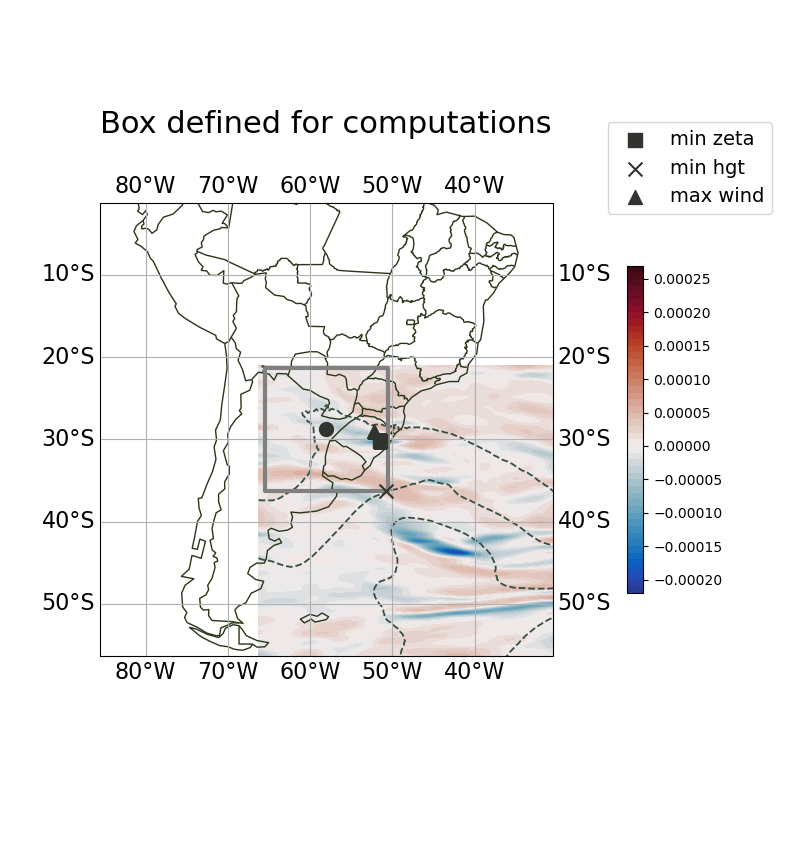 Box defined for computations
min zeta
min hgt
max wind
80°W 70°W 60°W 50°W 40°W
10°S 10°S
20°S 20°S
30°S 30°S
40°S 40°S
50°S 50°S
80°W 70°W 60°W 50°W 40°W
0.00025
0.00020
0.00015
0.00010
0.00005
0.00000
−0.00005
−0.00010
−0.00015
−0.00020